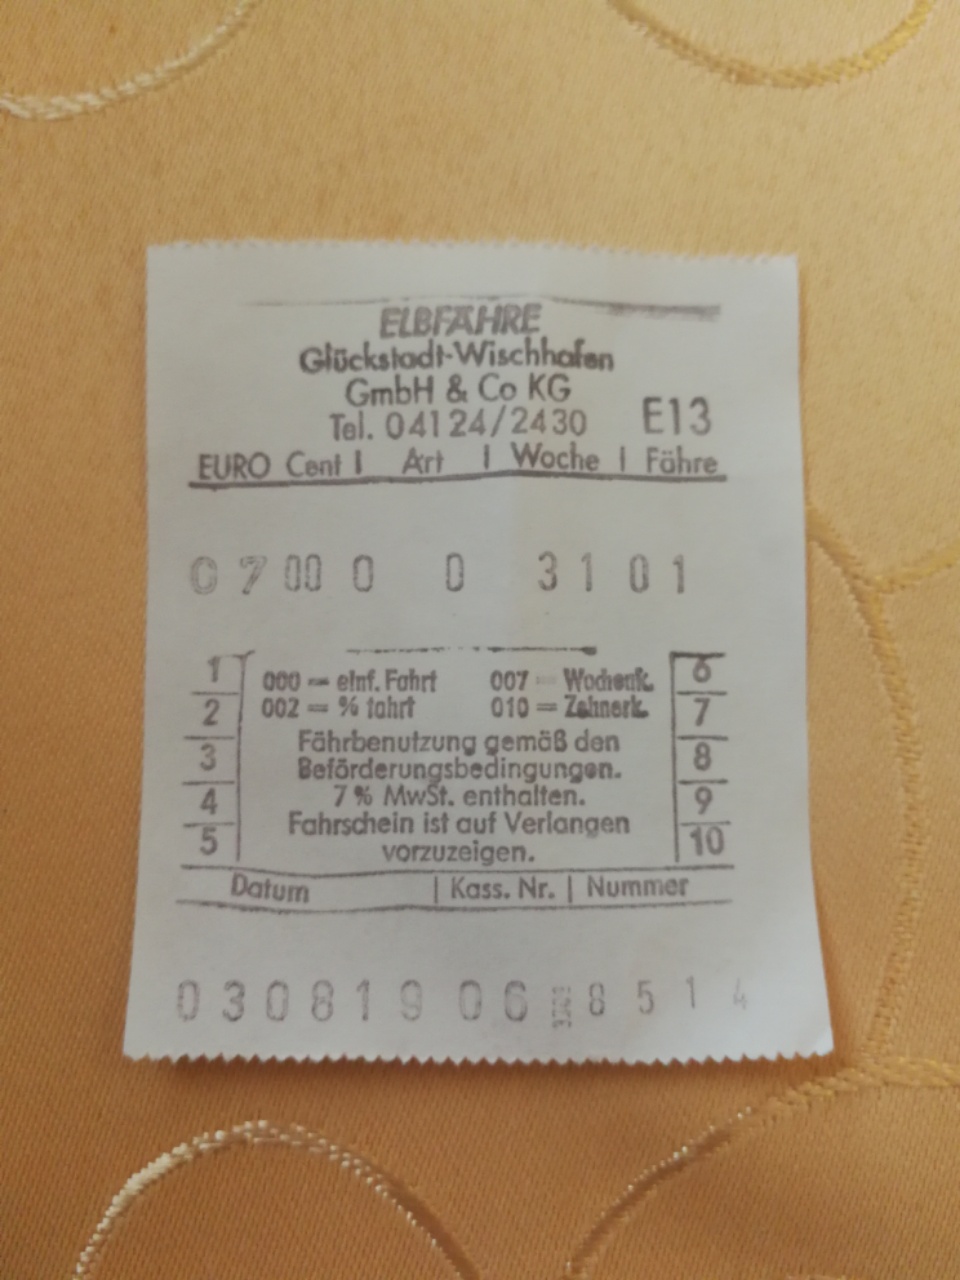 ELBFÄHRE
Glückstadt-Wischhafen
GmbH & Co KG
Tel. 04124/2430 E13
EURO Cent | Art | Woche | Fähre
0700 0 0 31 01
1 000 = einf. Fahrt 007 = Wochenk. 6
2 002 = % fahrt 010 = Zehnerk. 7
Fährbenutzung gemäß den
3 Beförderungsbedingungen. 8
4 7 % MwSt. enthalten. 9
Fahrschein ist auf Verlangen
5 vorzuzeigen. 10
Datum | Kass. Nr. | Nummer
030819 06 8514